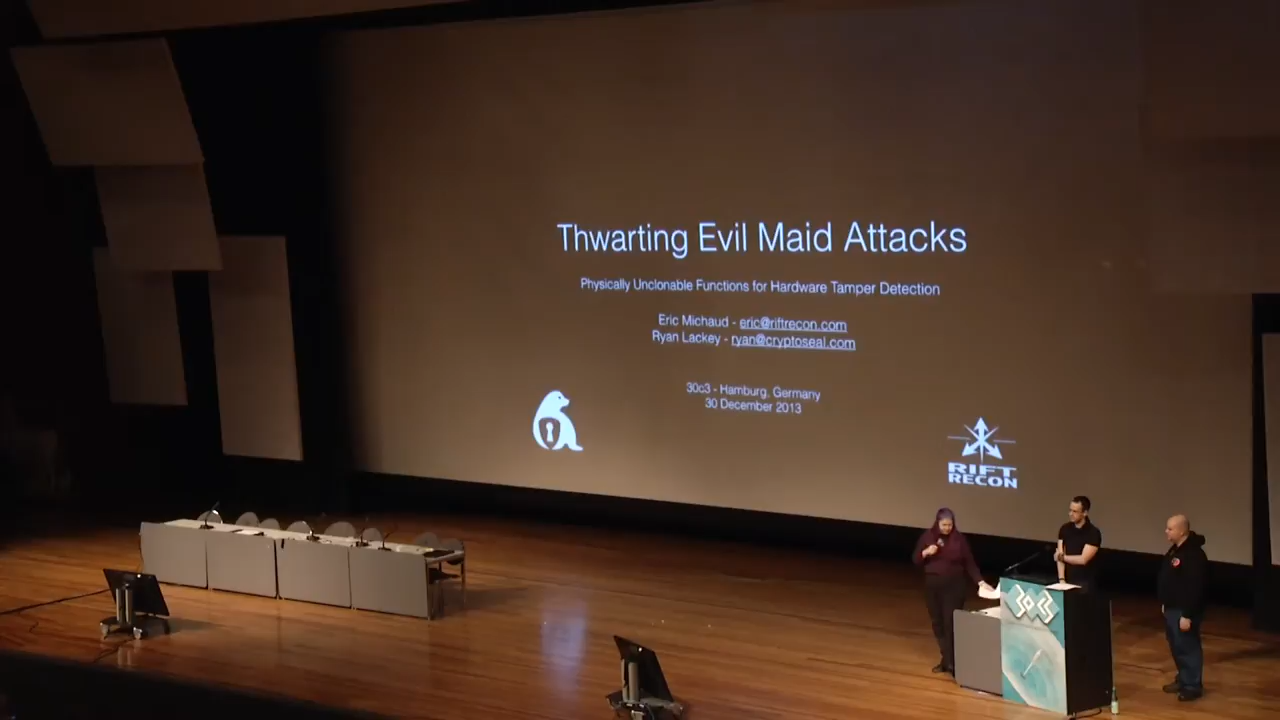 Thwarting Evil Maid Attacks
Physically Unclonable Functions for Hardware Tamper Detection
Eric Michaud - eric@riftrecon.com
Ryan Lackey - ryan@cryptoseal.com
30c3 - Hamburg, Germany
30 December 2013
RIFT
RECON
30C3